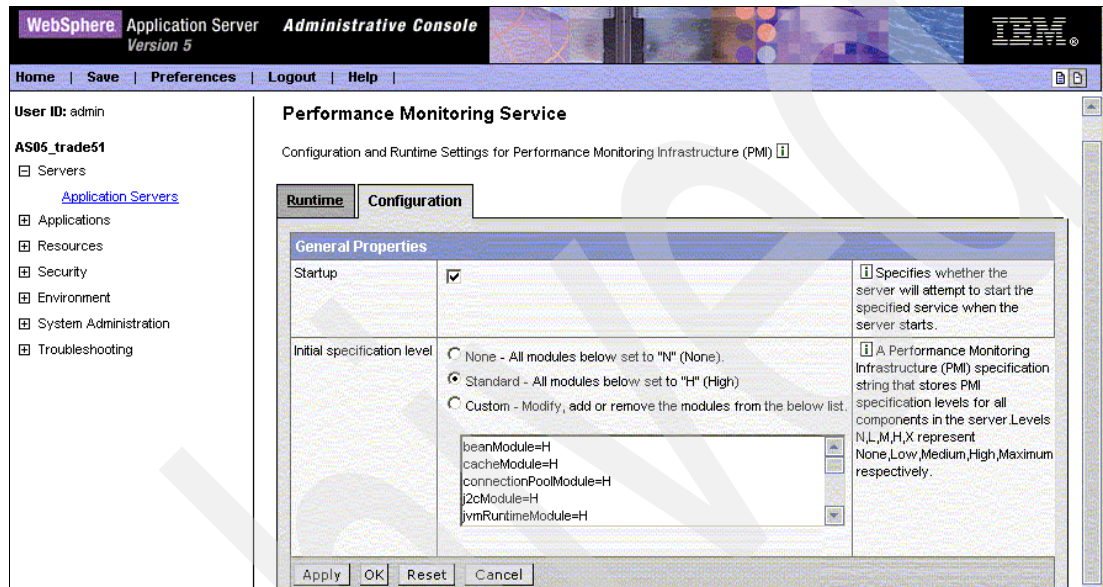 WebSphere Application Server Administrative Console
Version 5
IBM®
Home | Save | Preferences | Logout | Help |
User ID: admin
AS05_trade51
Servers
Application Servers
Applications
Resources
Security
Environment
System Administration
Troubleshooting
Performance Monitoring Service
Configuration and Runtime Settings for Performance Monitoring Infrastructure (PMI) i
Runtime Configuration
General Properties
Startup
i Specifies whether the
server will attempt to start the
specified service when the
server starts.
Initial specification level
None - All modules below set to "N" (None).
Standard - All modules below set to "H" (High)
Custom - Modify, add or remove the modules from the below list.
beanModule=H
cacheModule=H
connectionPoolModule=H
j2cModule=H
jvmRuntimeModule=H
i A Performance Monitoring
Infrastructure (PMI) specification
string that stores PMI
specification levels for all
components in the server.Levels
N,L,M,H,X represent
None,Low,Medium,High,Maximum
respectively.
Apply OK Reset Cancel